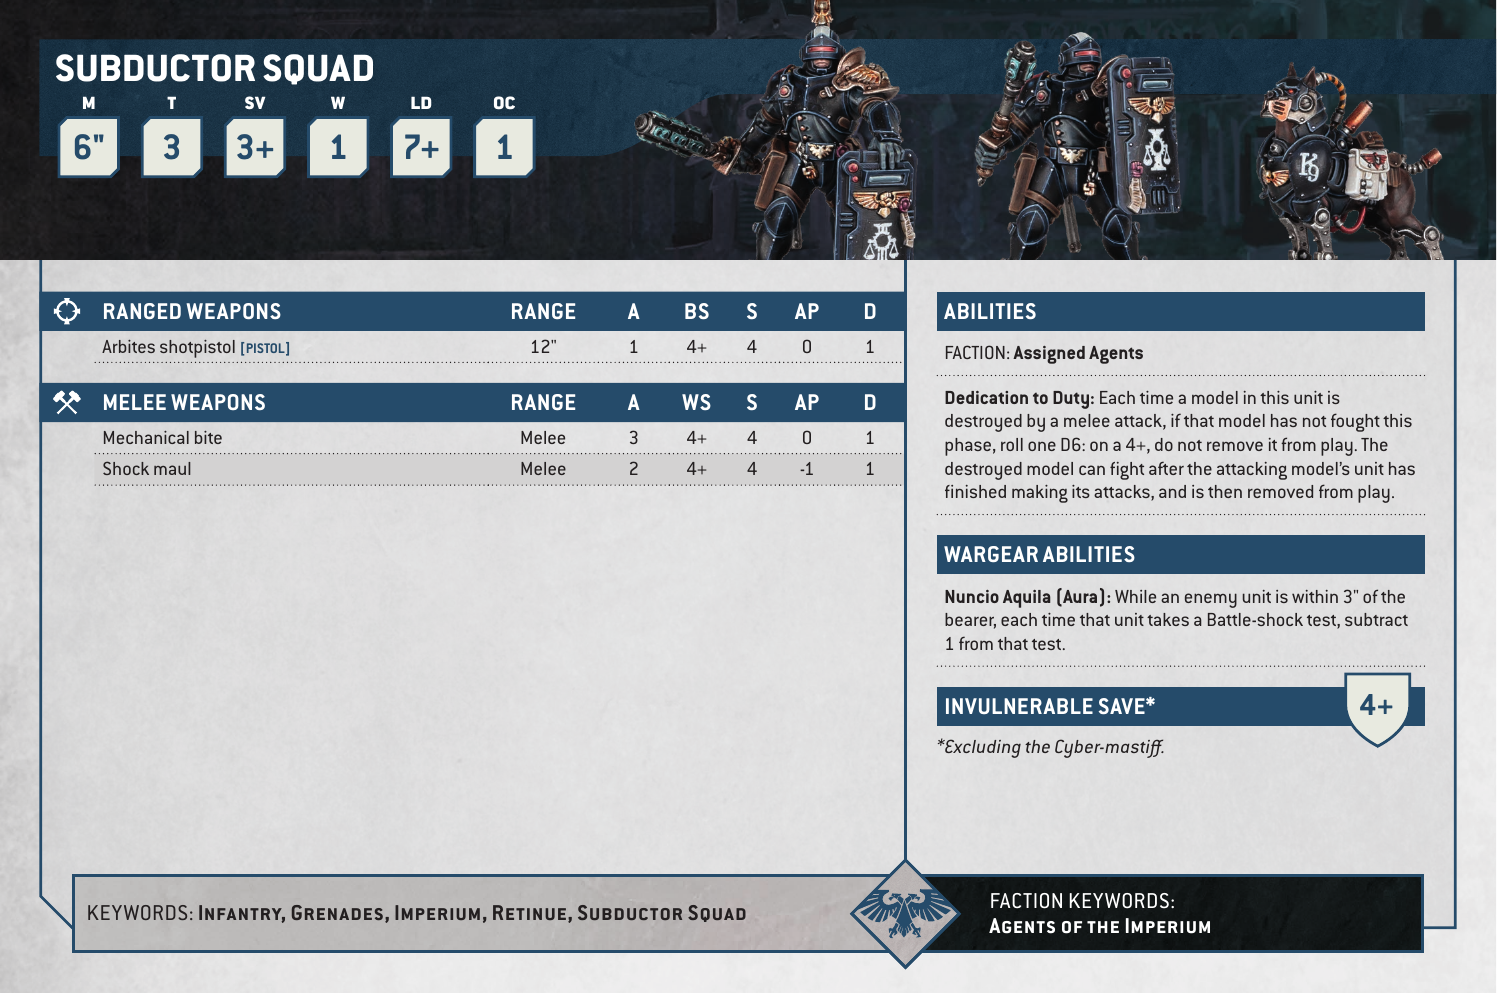 SUBDUCTOR SQUAD
M T SV W LD OC
6" 3 3+ 1 7+ 1
K9
RANGED WEAPONS RANGE A BS S AP D
Arbites shotpistol [PISTOL] 12" 1 4+ 4 0 1
MELEE WEAPONS RANGE A WS S AP D
Mechanical bite Melee 3 4+ 4 0 1
Shock maul Melee 2 4+ 4 -1 1
ABILITIES
FACTION: Assigned Agents
Dedication to Duty: Each time a model in this unit is
destroyed by a melee attack, if that model has not fought this
phase, roll one D6: on a 4+, do not remove it from play. The
destroyed model can fight after the attacking model's unit has
finished making its attacks, and is then removed from play.
WARGEAR ABILITIES
Nuncio Aquila (Aura): While an enemy unit is within 3" of the
bearer, each time that unit takes a Battle-shock test, subtract
1 from that test.
INVULNERABLE SAVE* 4+
*Excluding the Cyber-mastiff.
KEYWORDS: INFANTRY, GRENADES, IMPERIUM, RETINUE, SUBDUCTOR SQUAD
FACTION KEYWORDS:
AGENTS OF THE IMPERIUM